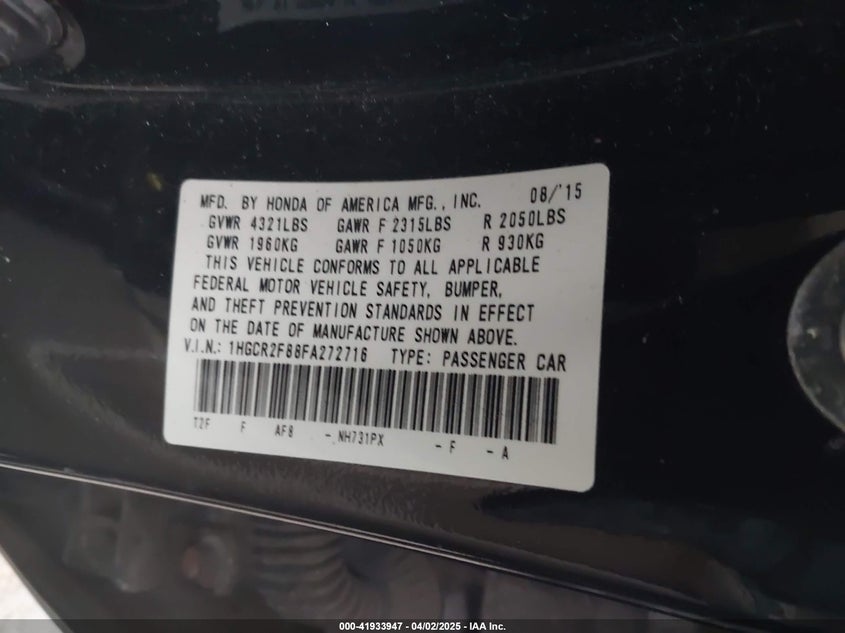 MFD. BY HONDA OF AMERICA MFG., INC. 08/'15
GVWR 4321LBS GAWR F 2315LBS R 2050LBS
GVWR 1960KG GAWR F 1050KG R 930KG
THIS VEHICLE CONFORMS TO ALL APPLICABLE
FEDERAL MOTOR VEHICLE SAFETY, BUMPER,
AND THEFT PREVENTION STANDARDS IN EFFECT
ON THE DATE OF MANUFACTURE SHOWN ABOVE.
V.I.N.: 1HGCR2F88FA272716 TYPE: PASSENGER CAR
T2F F AF8 -.NH731PX -F -A
000-41933947 - 04/02/2025 - IAA Inc.